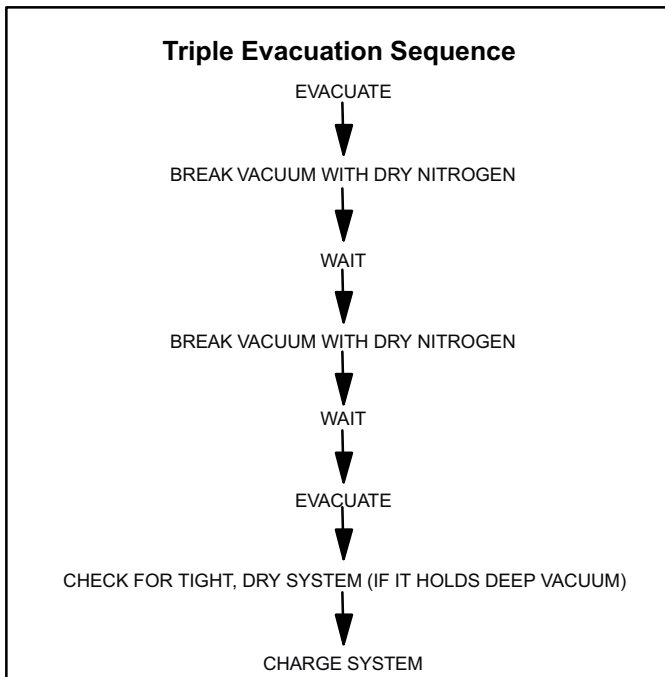 Triple Evacuation Sequence
EVACUATE
BREAK VACUUM WITH DRY NITROGEN
WAIT
BREAK VACUUM WITH DRY NITROGEN
WAIT
EVACUATE
CHECK FOR TIGHT, DRY SYSTEM (IF IT HOLDS DEEP VACUUM)
CHARGE SYSTEM